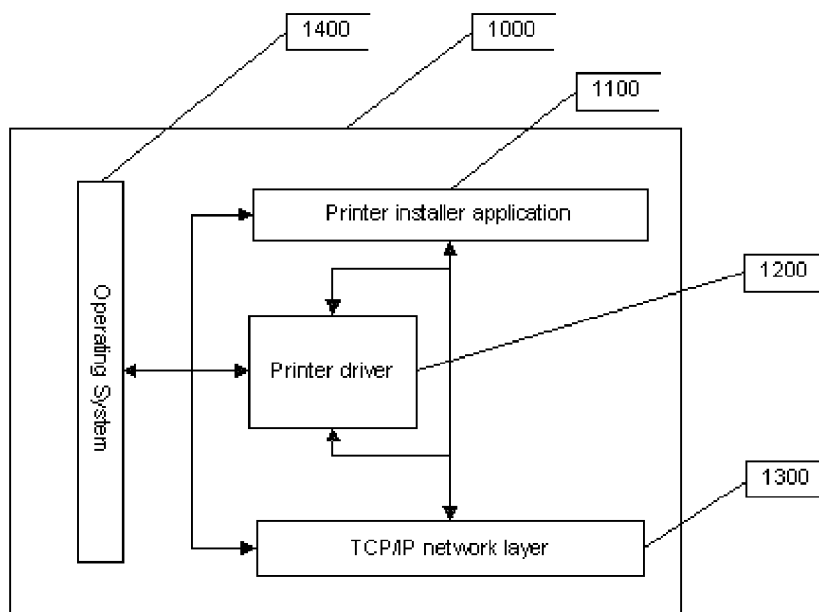 1400
1000
1100
Printer installer application
1200
Operating System
Printer driver
1300
TCP/IP network layer